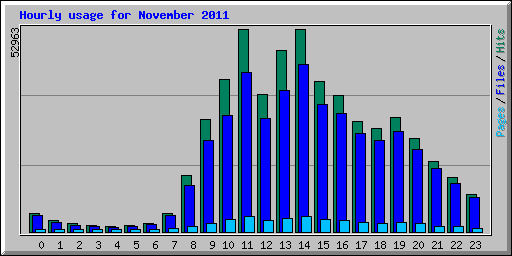 Hourly usage for November 2011
52963
Pages/Files/Hits
0 1 2 3 4 5 6 7 8 9 10 11 12 13 14 15 16 17 18 19 20 21 22 23